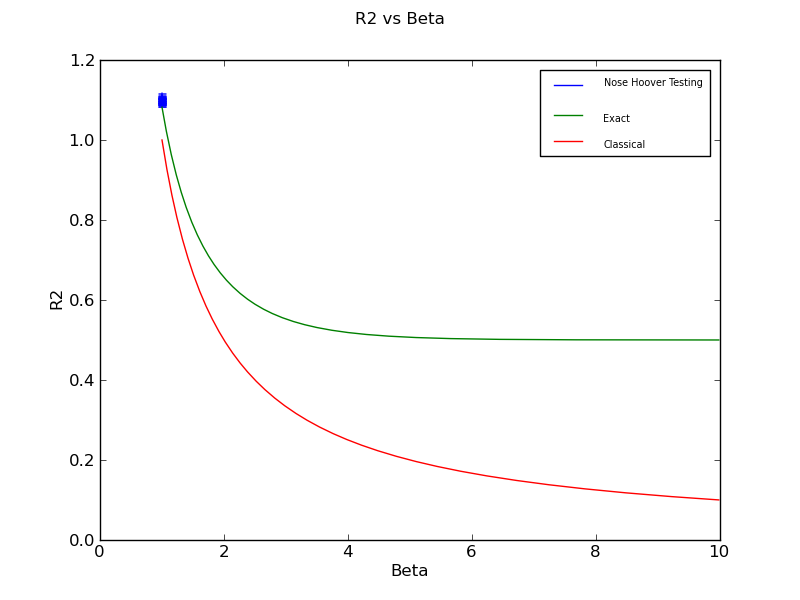 R2 vs Beta
1.2
1.0
0.8
0.6
0.4
0.2
0.0
R2
0 2 4 6 8 10
Beta
Nose Hoover Testing
Exact
Classical